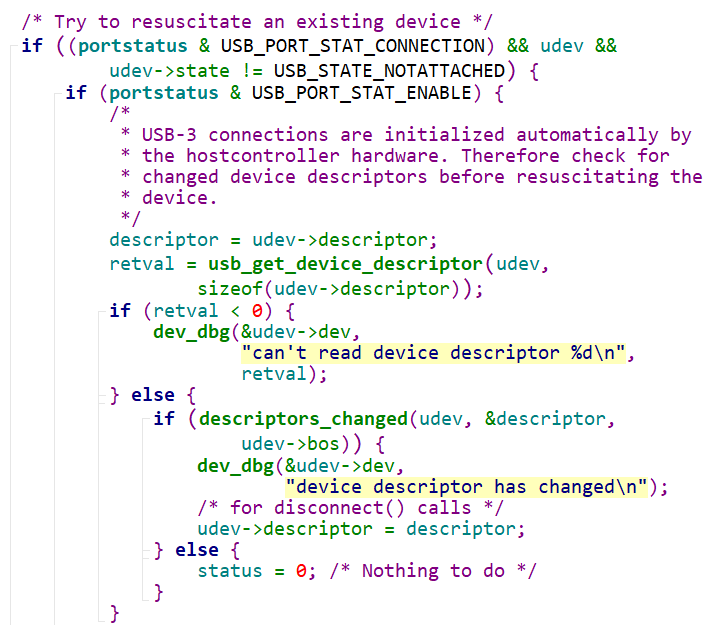 /* Try to resuscitate an existing device */
if ((portstatus & USB_PORT_STAT_CONNECTION) && udev &&
udev->state != USB_STATE_NOTATTACHED) {
if (portstatus & USB_PORT_STAT_ENABLE) {
/*
* USB-3 connections are initialized automatically by
* the hostcontroller hardware. Therefore check for
* changed device descriptors before resuscitating the
* device.
*/
descriptor = udev->descriptor;
retval = usb_get_device_descriptor(udev,
sizeof(udev->descriptor));
if (retval < 0) {
dev_dbg(&udev->dev,
"can't read device descriptor %d\n",
retval);
} else {
if (descriptors_changed(udev, &descriptor,
udev->bos)) {
dev_dbg(&udev->dev,
"device descriptor has changed\n");
/* for disconnect() calls */
udev->descriptor = descriptor;
} else {
status = 0; /* Nothing to do */
}
}